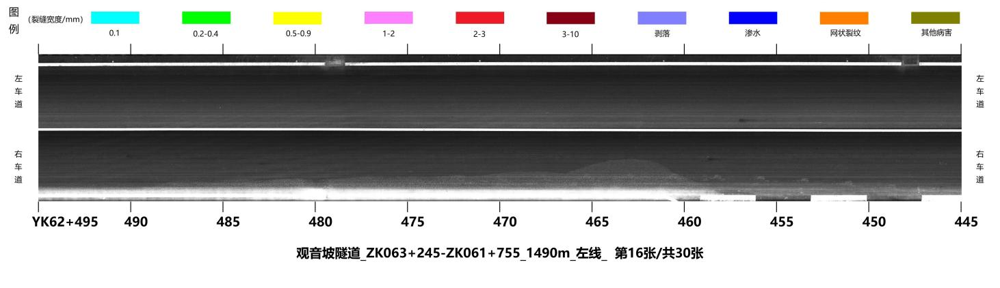 图例
(裂缝宽度/mm)
0.1
0.2-0.4
0.5-0.9
1-2
2-3
3-10
剥落
渗水
网状裂纹
其他病害
左车道
左车道
右车道
右车道
YK62+495 490 485 480 475 470 465 460 455 450 445
观音坡隧道_ZK063+245-ZK061+755_1490m_左线_ 第16张/共30张